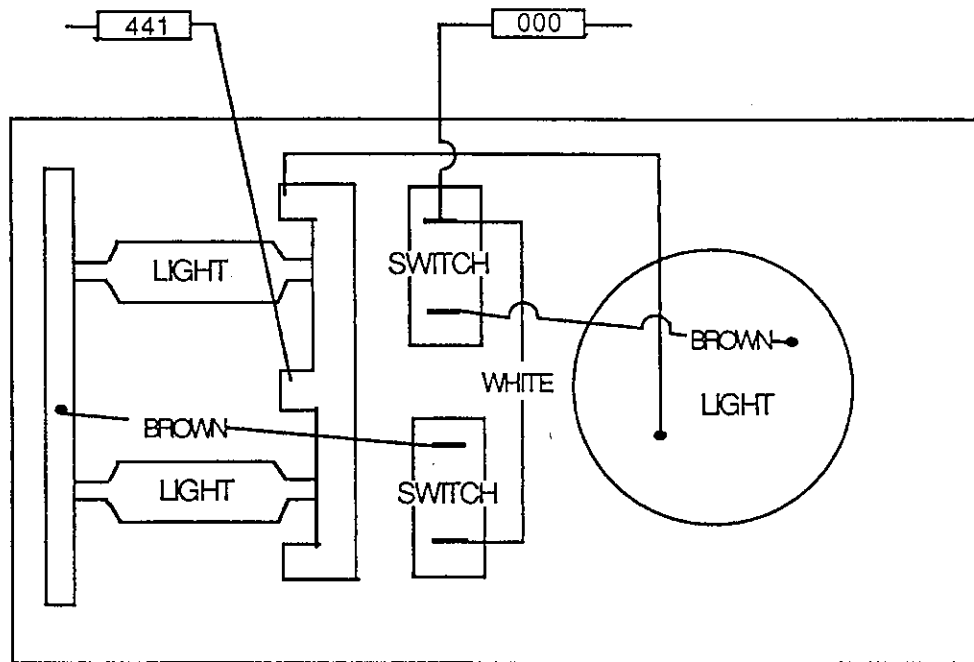 441
000
LIGHT
SWITCH
BROWN
WHITE
LIGHT
BROWN
LIGHT
SWITCH